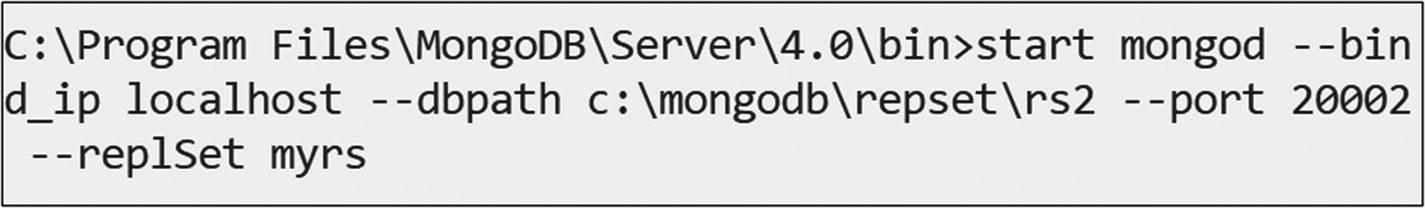 C:\Program Files\MongoDB\Server\4.0\bin>start mongod --bin
d_ip localhost --dbpath c:\mongodb\repset\rs2 --port 20002
 --replSet myrs